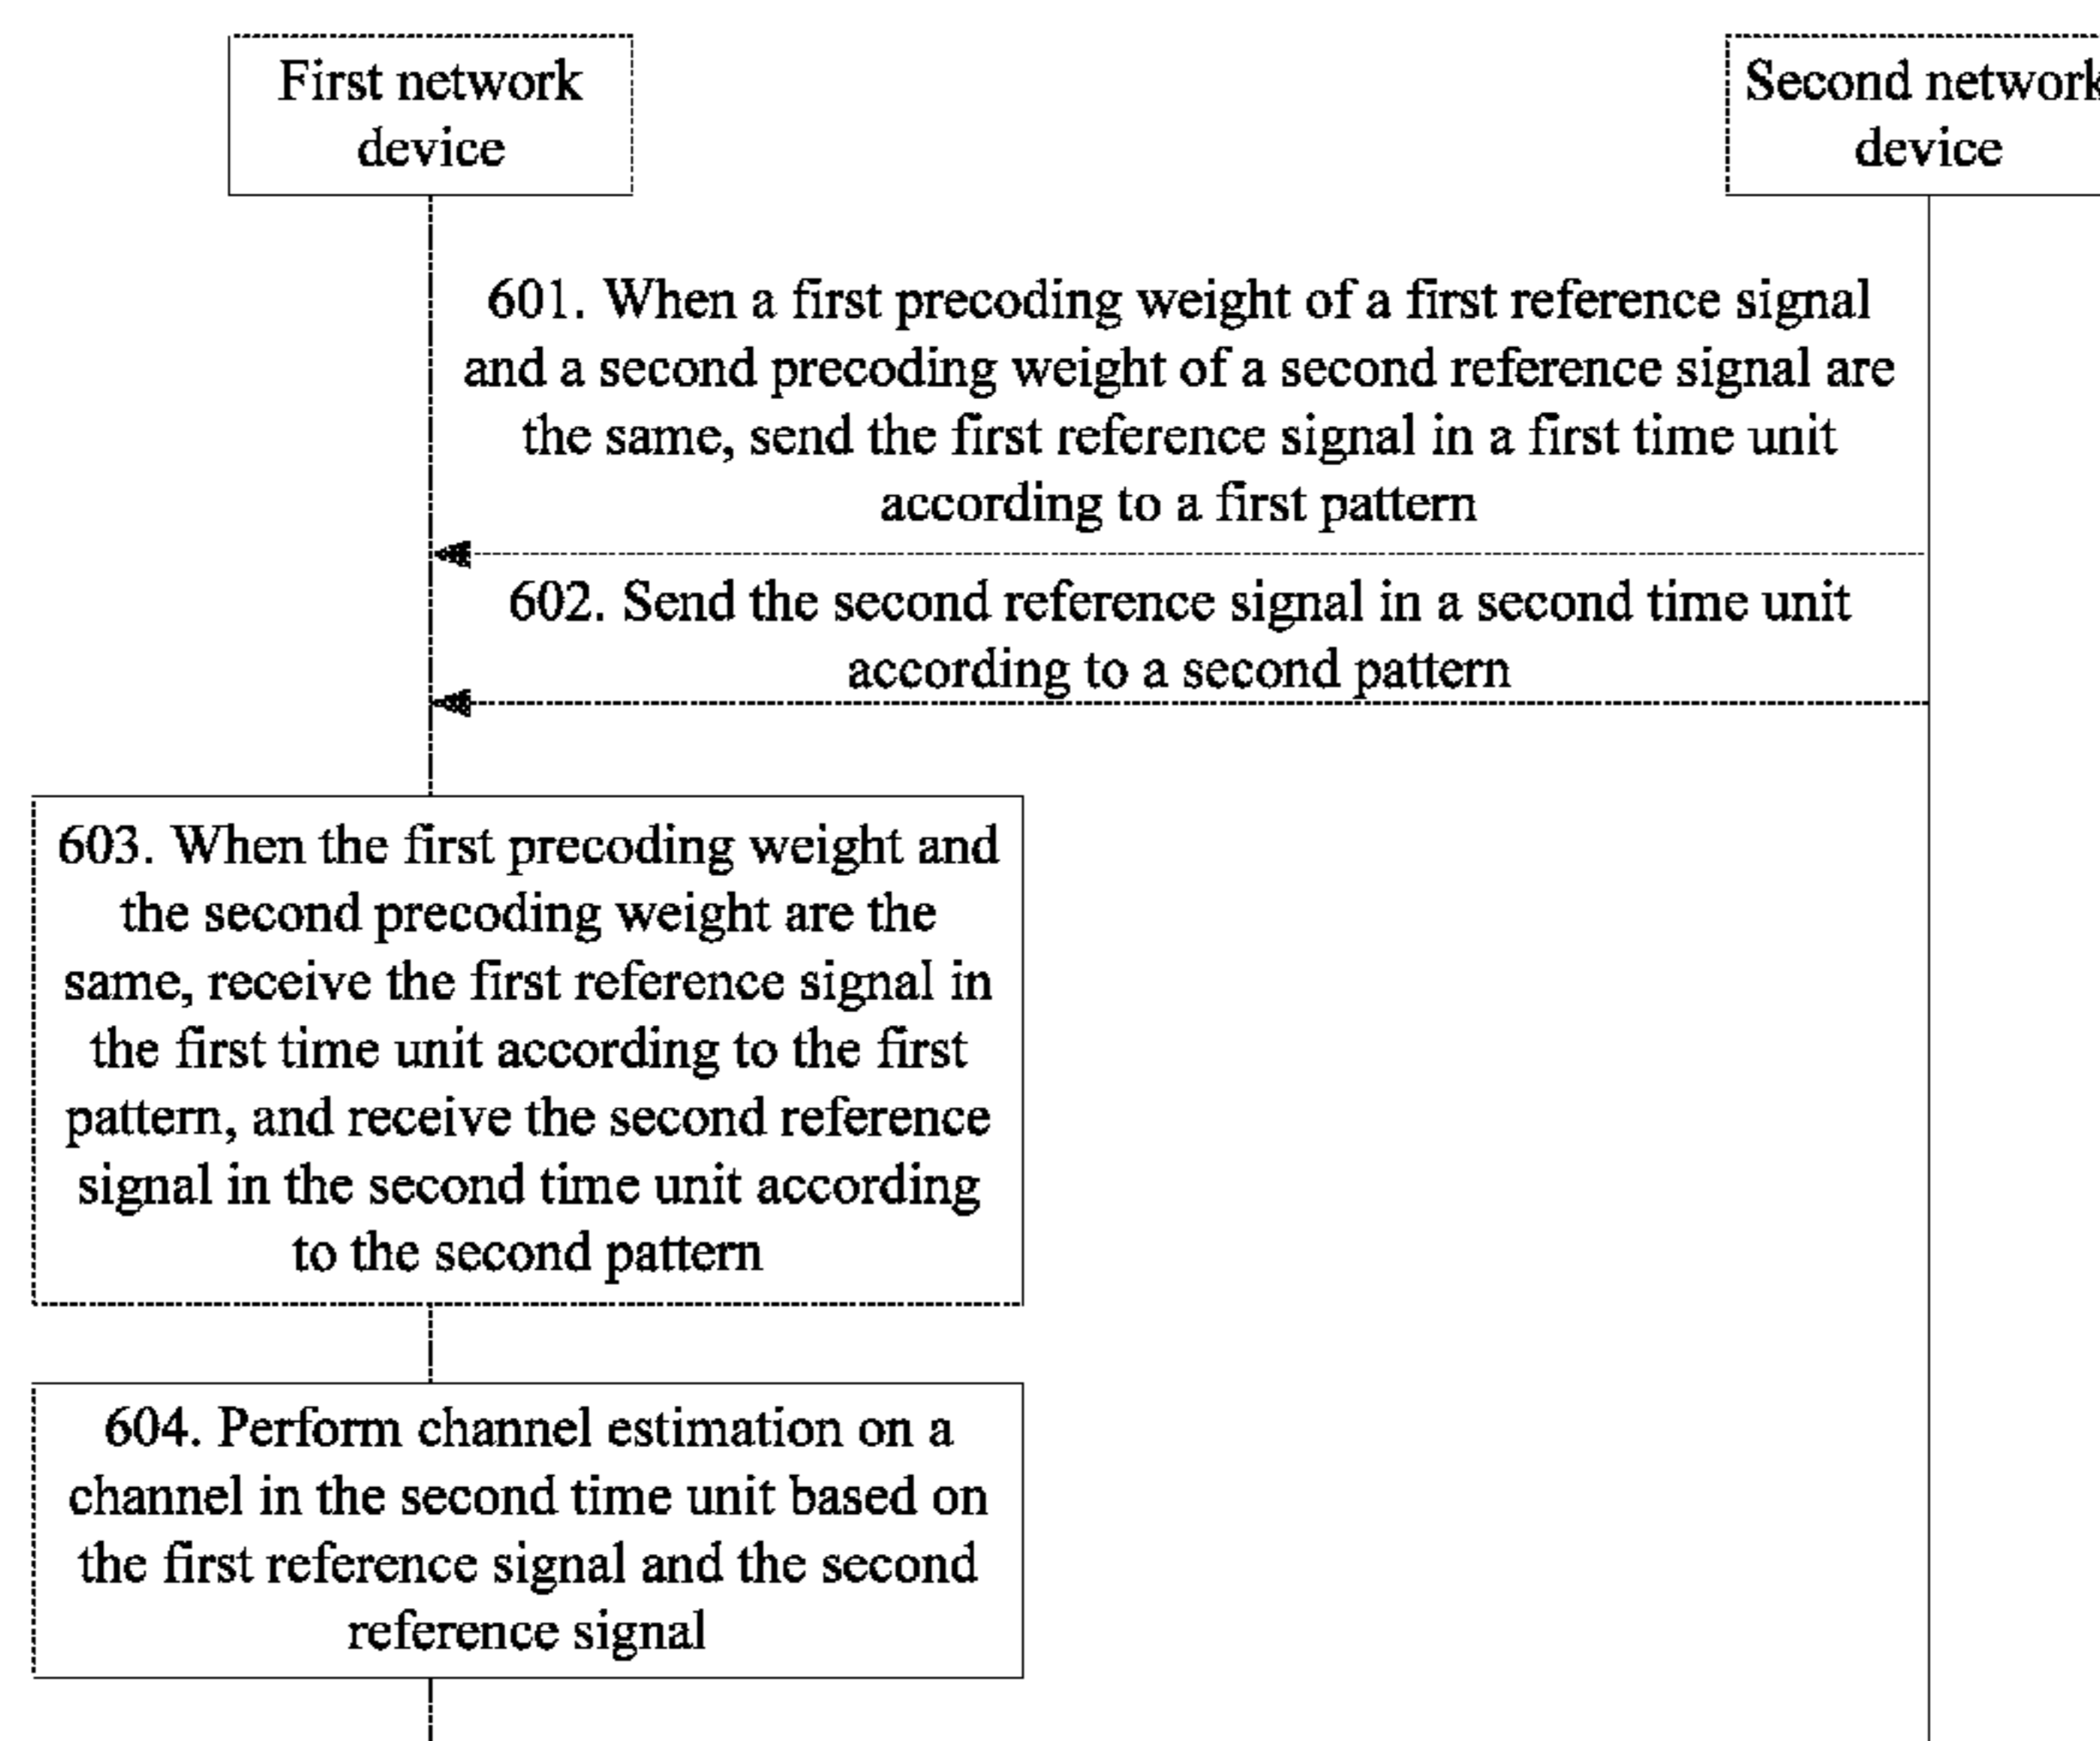 First network
device
Second network
device
601. When a first precoding weight of a first reference signal
and a second precoding weight of a second reference signal are
the same, send the first reference signal in a first time unit
according to a first pattern
602. Send the second reference signal in a second time unit
according to a second pattern
603. When the first precoding weight and
the second precoding weight are the
same, receive the first reference signal in
the first time unit according to the first
pattern, and receive the second reference
signal in the second time unit according
to the second pattern
604. Perform channel estimation on a
channel in the second time unit based on
the first reference signal and the second
reference signal